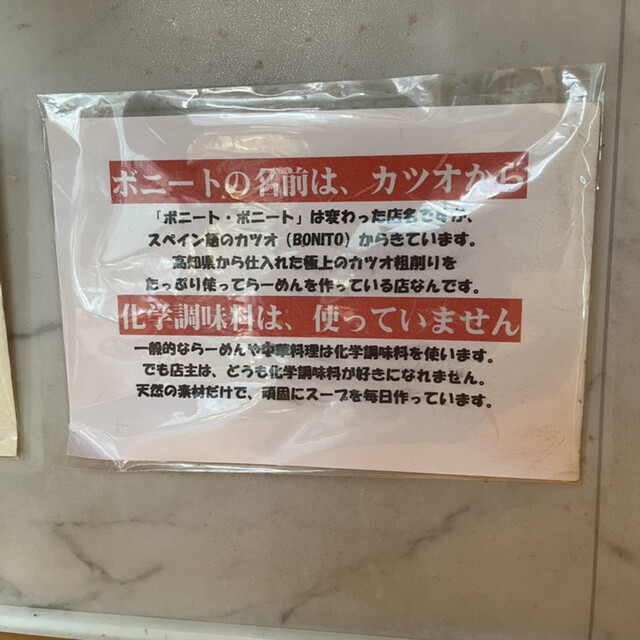 ボニートの名前は、カツオから
「ボニート・ボニート」は変わった店名ですが、
スペイン語のカツオ（BONITO）からきています。
高知県から仕入れた極上のカツオ粗削りを
たっぷり使ってらーめんを作っている店なんです。
化学調味料は、使っていません
一般的ならーめんや中華料理は化学調味料を使います。
でも店主は、どうも化学調味料が好きになれません。
天然の素材だけで、頑固にスープを毎日作っています。